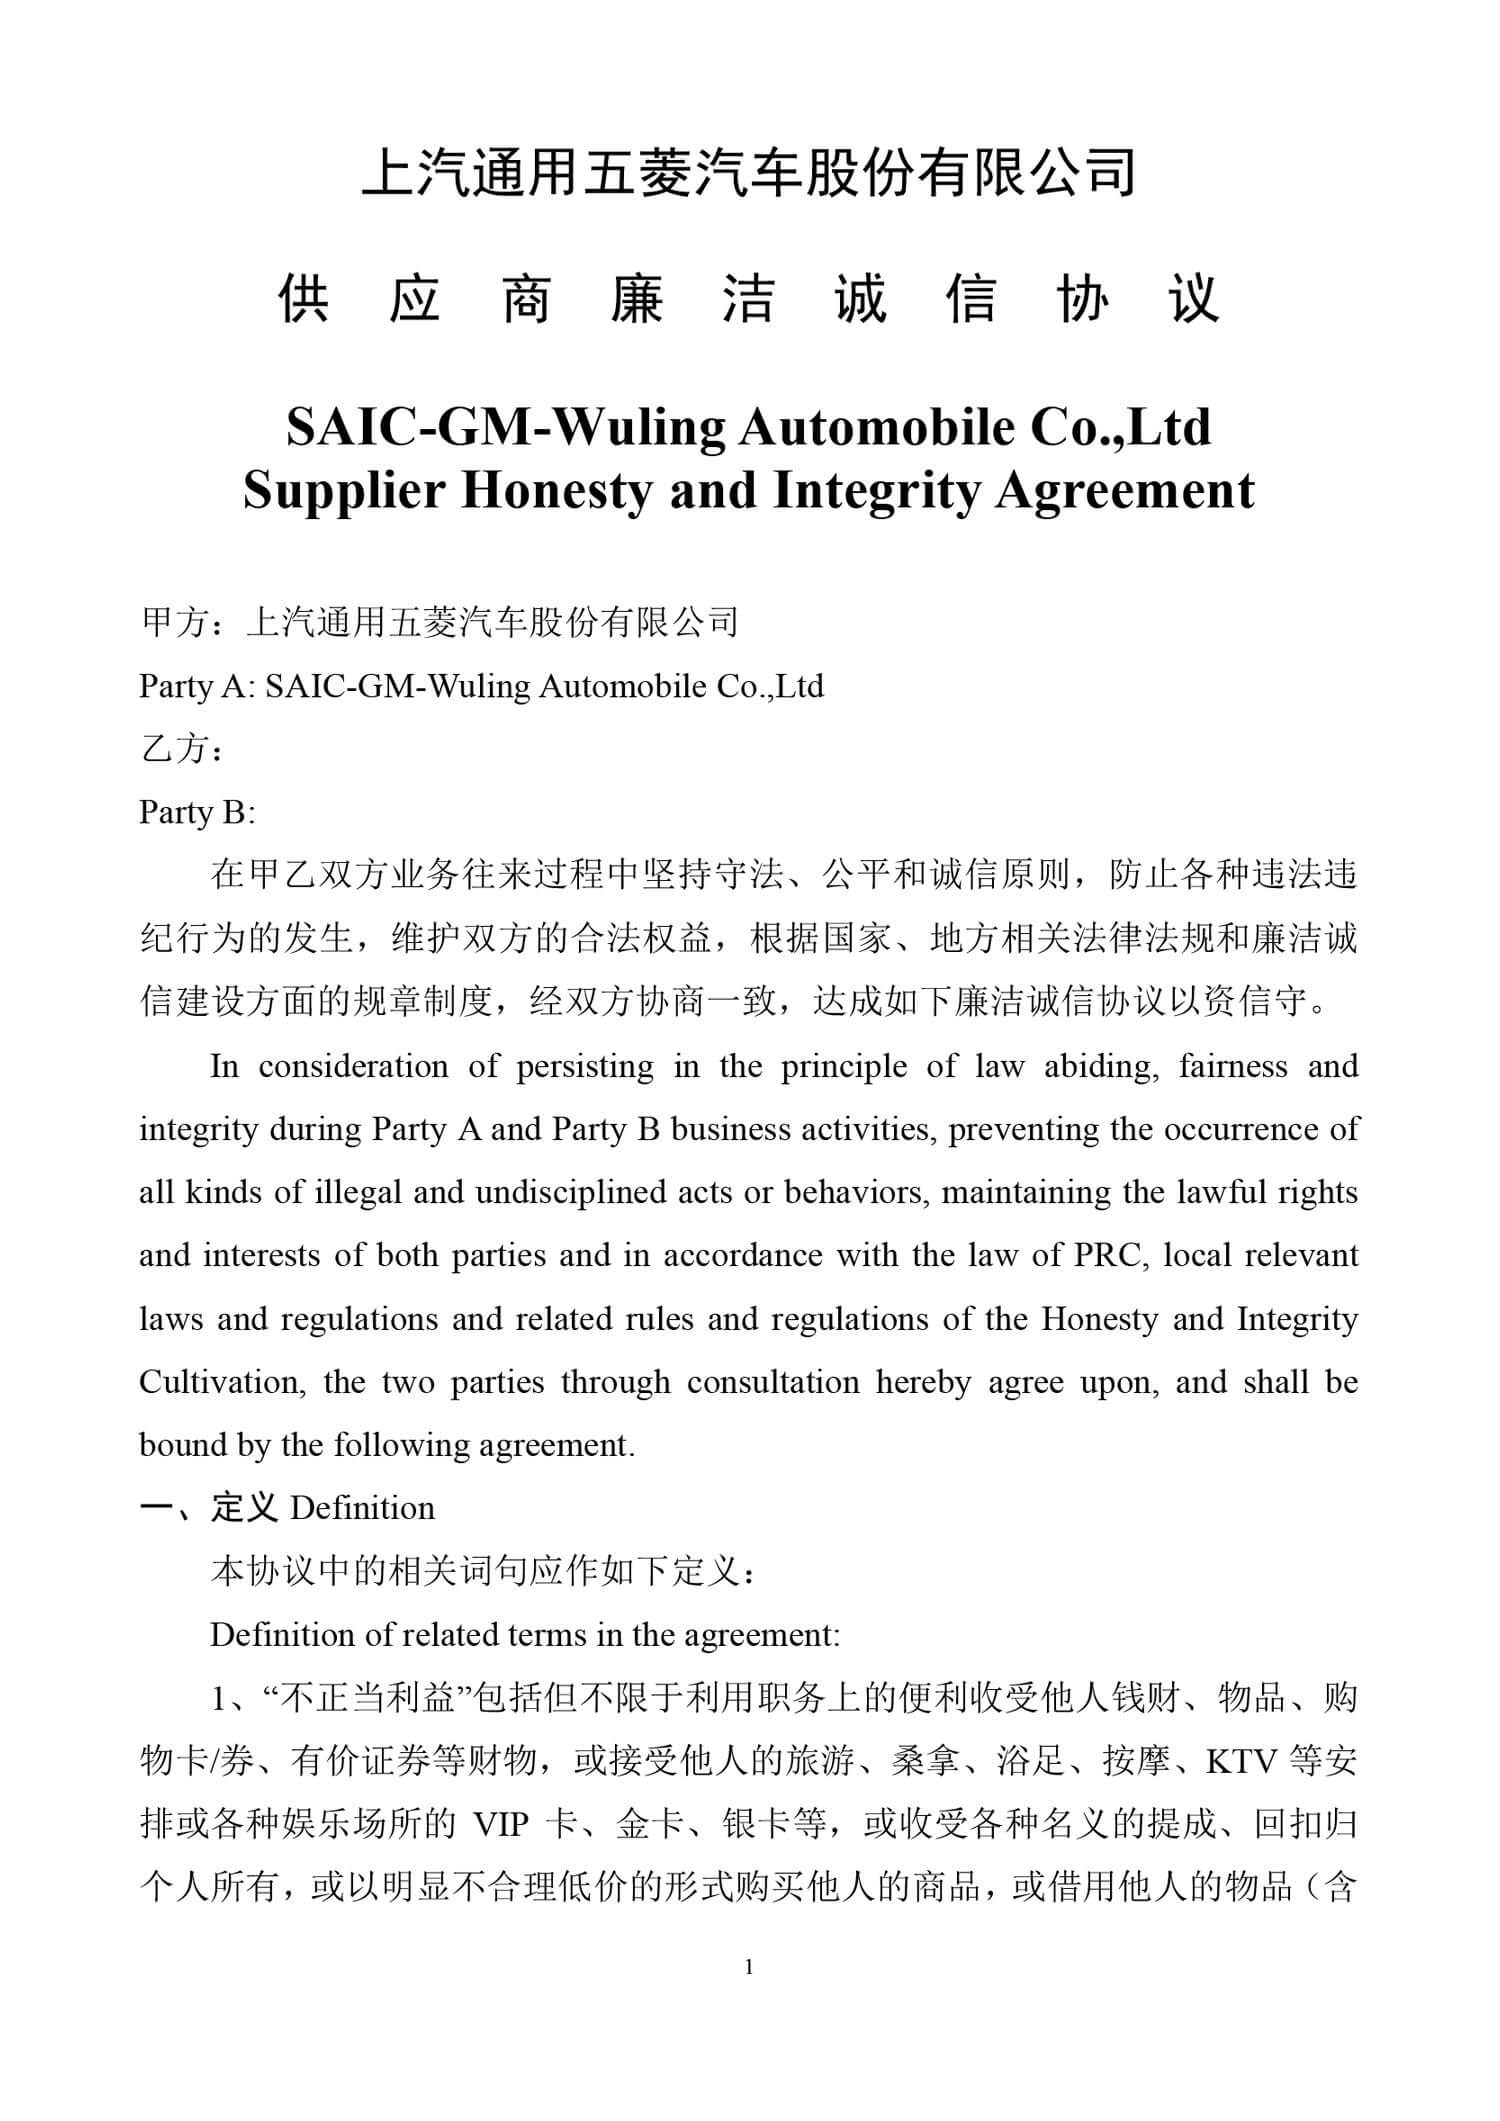 上汽通用五菱汽车股份有限公司
供 应 商 廉 洁 诚 信 协 议
SAIC-GM-Wuling Automobile Co.,Ltd
Supplier Honesty and Integrity Agreement
甲方：上汽通用五菱汽车股份有限公司
Party A: SAIC-GM-Wuling Automobile Co.,Ltd
乙方：
Party B:
在甲乙双方业务往来过程中坚持守法、公平和诚信原则，防止各种违法违
纪行为的发生，维护双方的合法权益，根据国家、地方相关法律法规和廉洁诚
信建设方面的规章制度，经双方协商一致，达成如下廉洁诚信协议以资信守。
In consideration of persisting in the principle of law abiding, fairness and
integrity during Party A and Party B business activities, preventing the occurrence of
all kinds of illegal and undisciplined acts or behaviors, maintaining the lawful rights
and interests of both parties and in accordance with the law of PRC, local relevant
laws and regulations and related rules and regulations of the Honesty and Integrity
Cultivation, the two parties through consultation hereby agree upon, and shall be
bound by the following agreement.
一、定义 Definition
本协议中的相关词句应作如下定义：
Definition of related terms in the agreement:
1、“不正当利益”包括但不限于利用职务上的便利收受他人钱财、物品、购
物卡/券、有价证券等财物，或接受他人的旅游、桑拿、浴足、按摩、KTV 等安
排或各种娱乐场所的 VIP 卡、金卡、银卡等，或收受各种名义的提成、回扣归
个人所有，或以明显不合理低价的形式购买他人的商品，或借用他人的物品（含
1